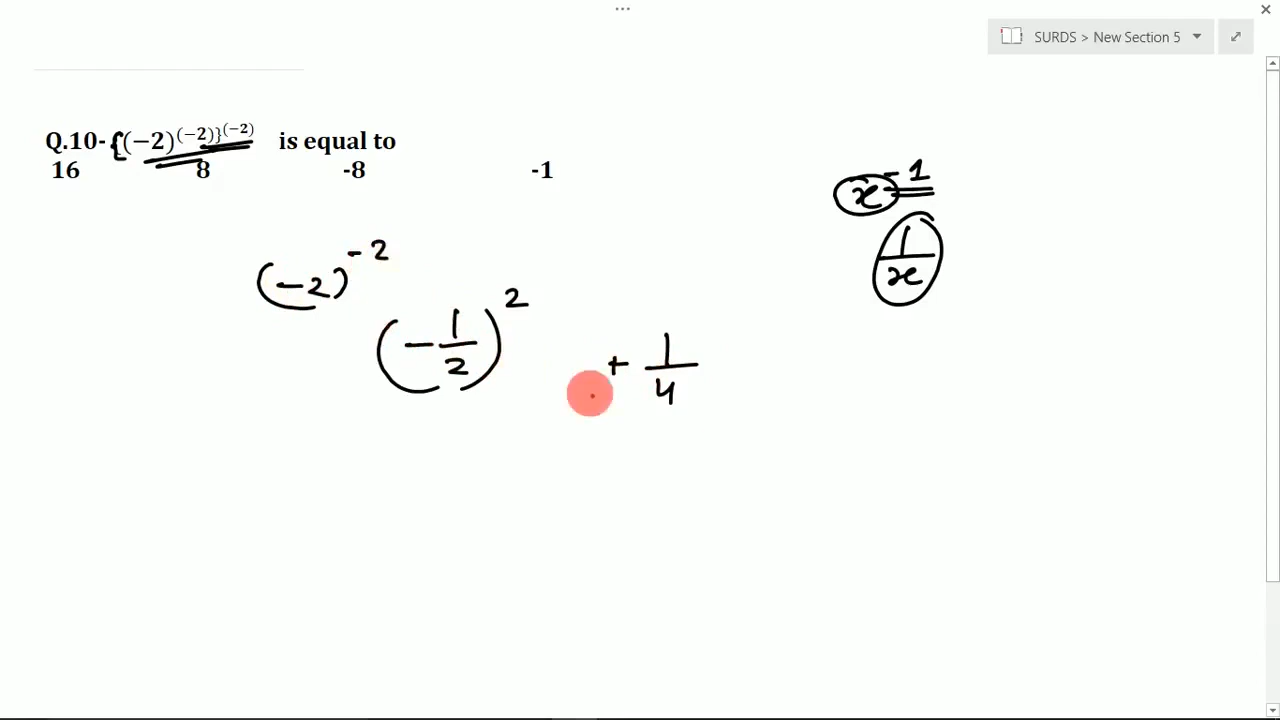 SURDS > New Section 5
Q.10- {(−2)^(−2)}^(−2) is equal to
16 8 -8 -1
x^-1
1/x
(-2)^-2
(-1/2)^2
+ 1/4